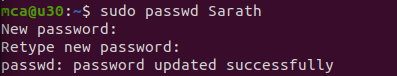 mca@u30:~$ sudo passwd Sarath
New password:
Retype new password:
passwd: password updated successfully